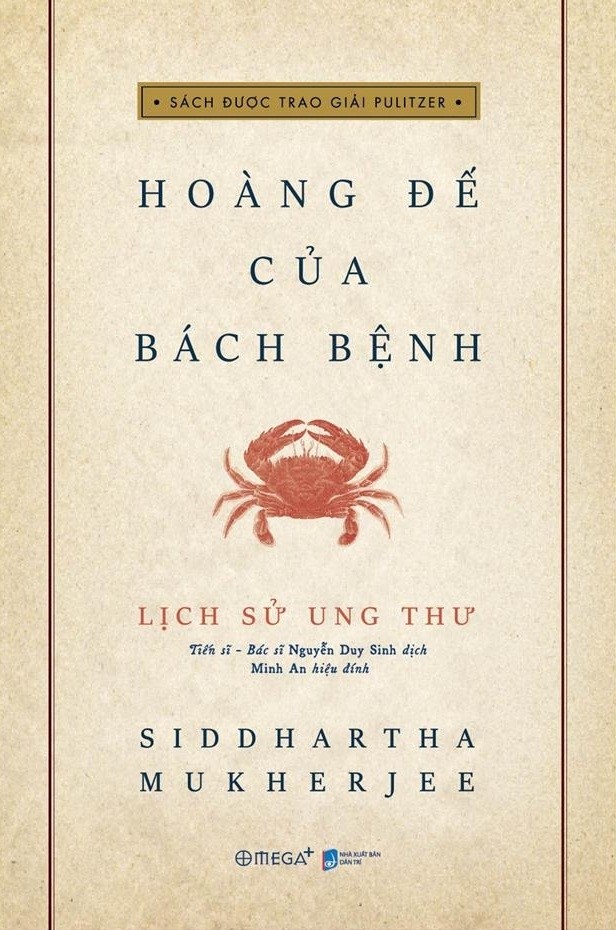 • SÁCH ĐƯỢC TRAO GIẢI PULITZER •
HOÀNG ĐẾ
CỦA
BÁCH BỆNH
LỊCH SỬ UNG THƯ
Tiến sĩ - Bác sĩ Nguyễn Duy Sinh dịch
Minh An hiệu đính
SIDDHARTHA
MUKHERJEE
OMEGA+
NHÀ XUẤT BẢN
DÂN TRÍ